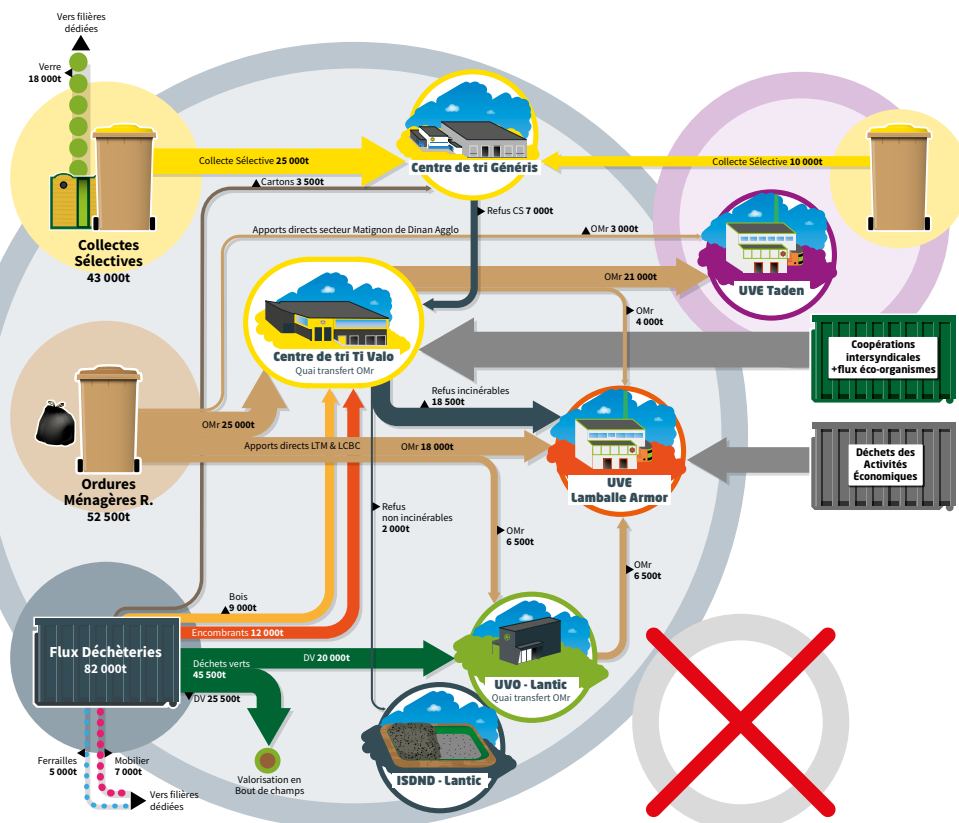 Vers filières
dédiées
Verre
18 000t
Collecte Sélective 25 000t
Centre de tri Généris
Collecte Sélective 10 000t
Cartons 3 500t
Refus CS 7 000t
Apports directs secteur Matignon de Dinan Agglo
OMr 3 000t
Collectes
Sélectives
43 000t
OMr 21 000t
UVE Taden
OMr
4 000t
Centre de tri Ti Valo
Quai transfert OMr
Coopérations
intersyndicales
+flux éco-organismes
Refus incinérables
18 500t
OMr 25 000t
Apports directs LTM & LCBC
OMr 18 000t
Déchets des
Activités
Économiques
Ordures
Ménagères R.
52 500t
UVE
Lamballe Armor
Refus
non incinérables
2 000t
OMr
6 500t
OMr
6 500t
Bois
9 000t
Encombrants 12 000t
Flux Déchèteries
82 000t
Déchets verts
45 500t
DV 20 000t
DV 25 500t
UVO - Lantic
Quai transfert OMr
Ferrailles
5 000t
Mobilier
7 000t
Vers filières
dédiées
Valorisation en
Bout de champs
ISDND - Lantic